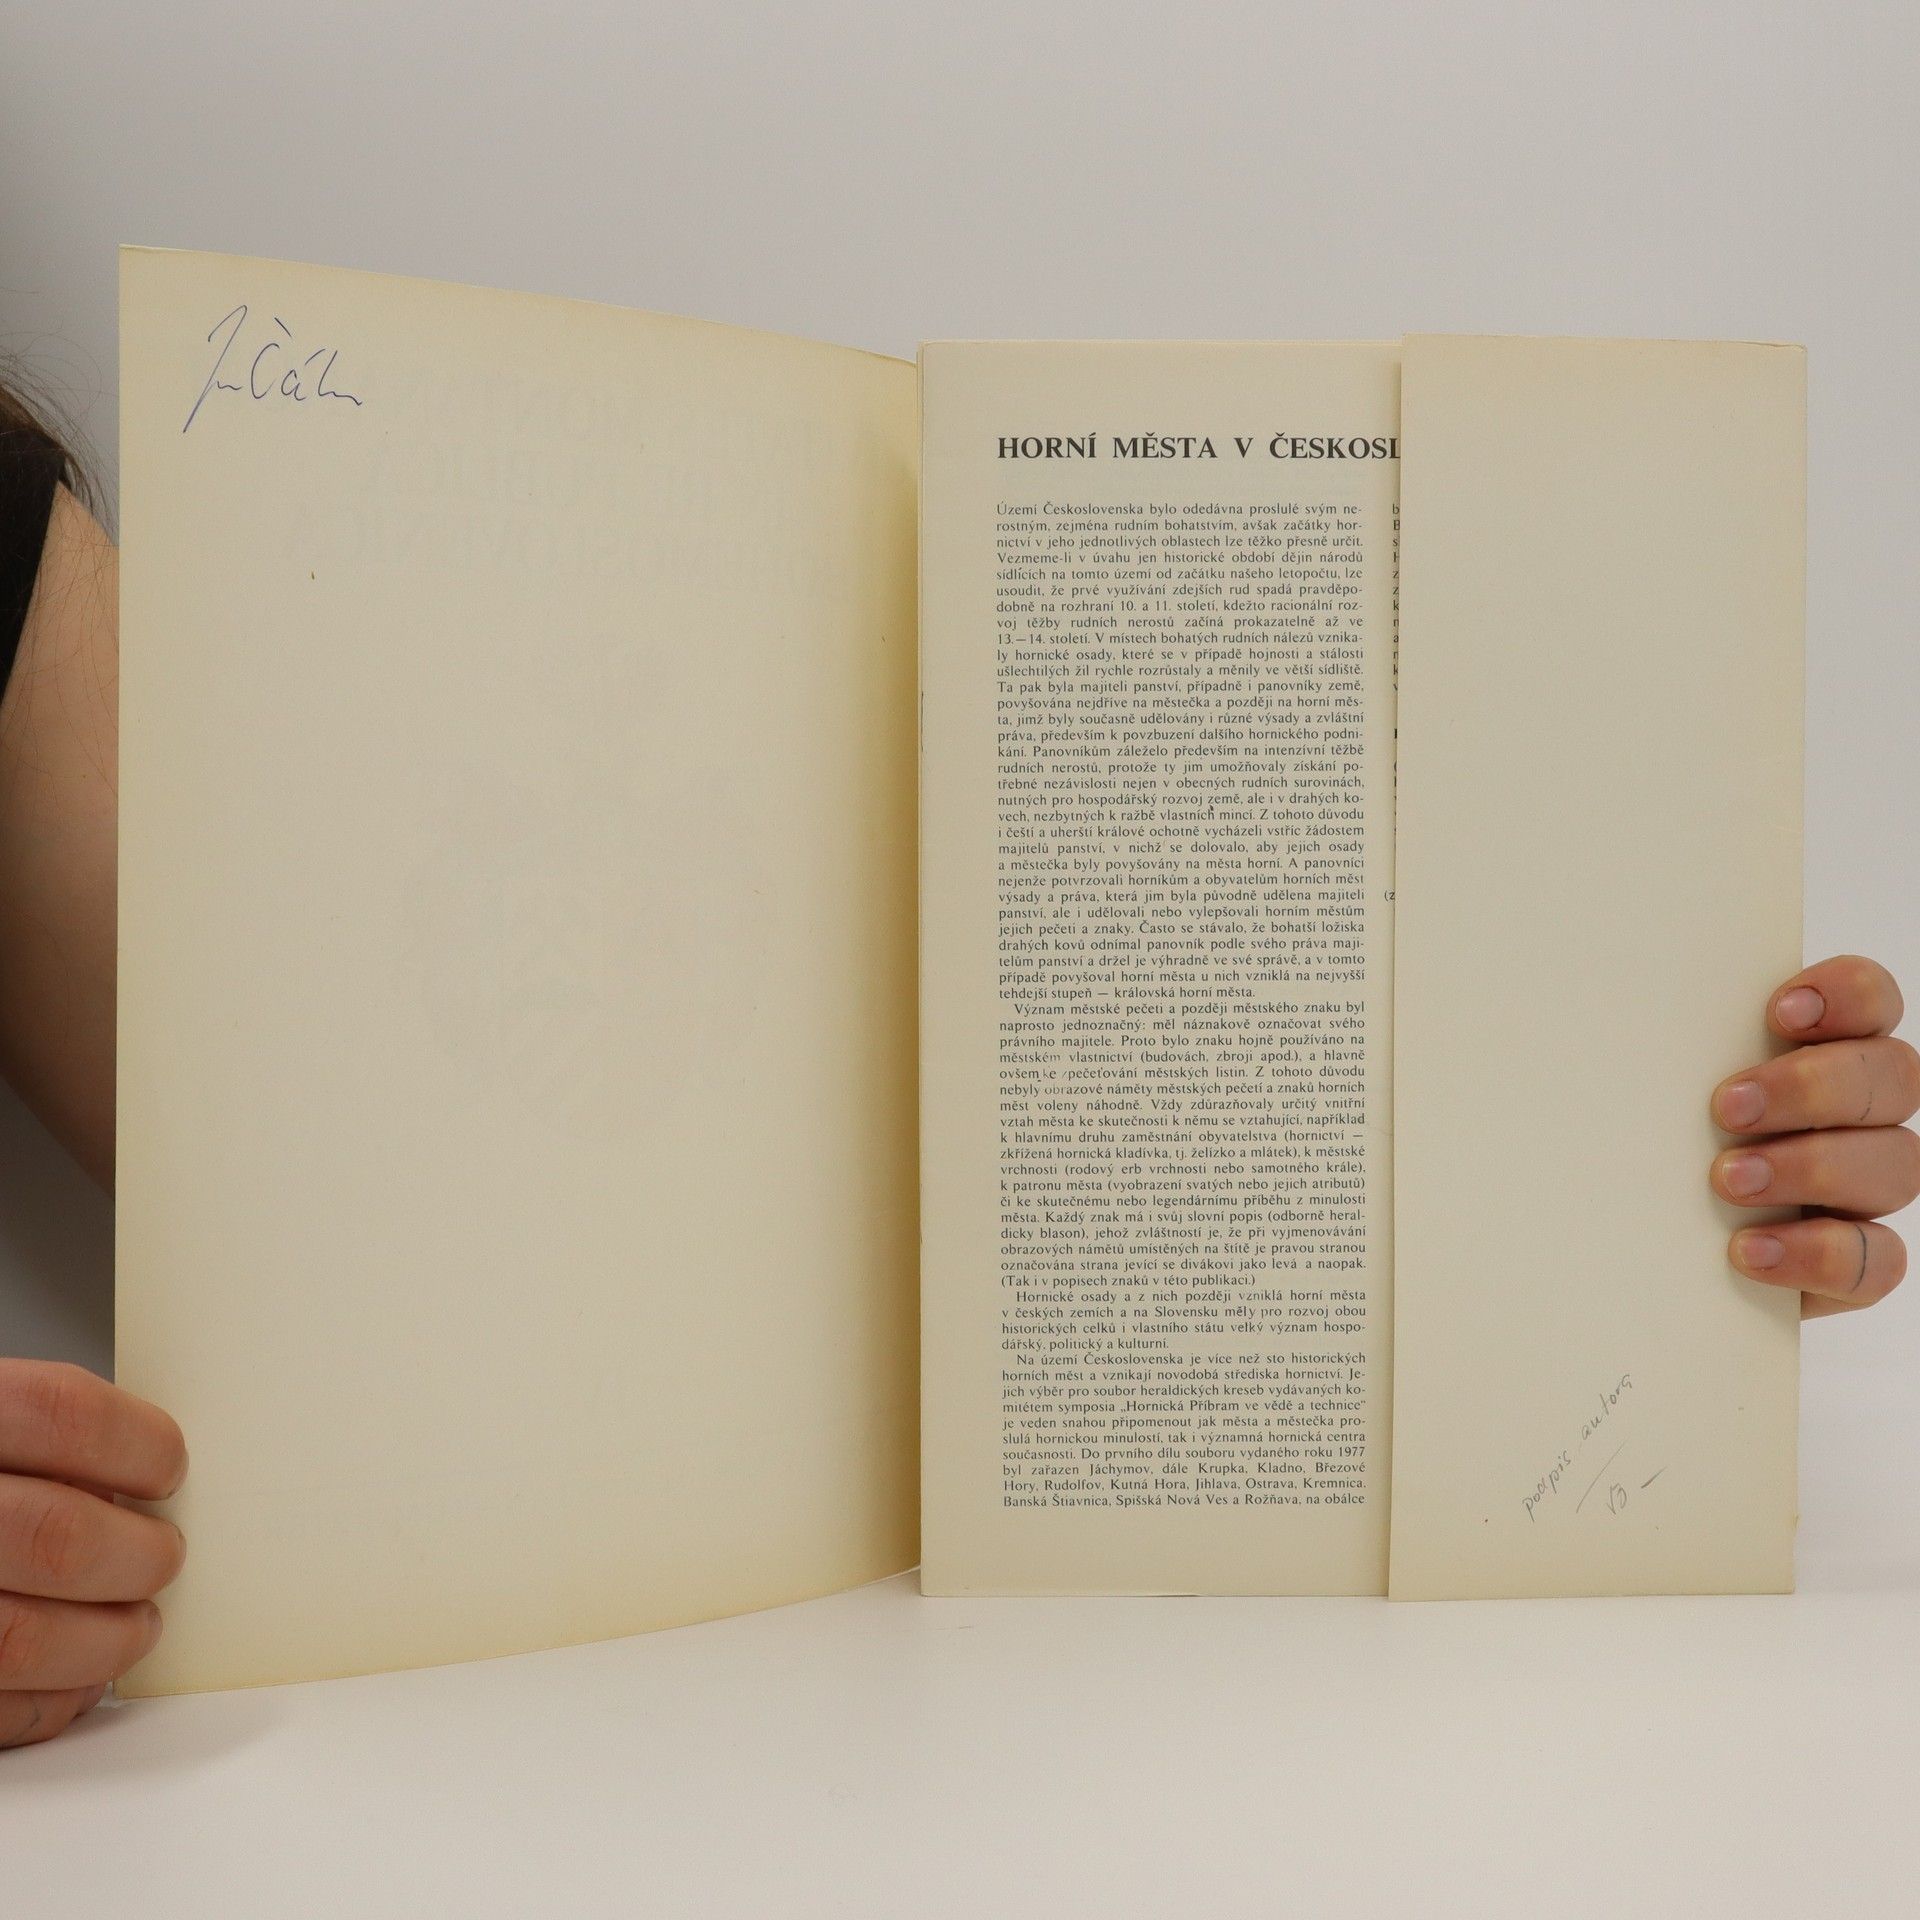 Jiří Čáka
HORNÍ MĚSTA V ČESKOSL
Území Československa bylo odedávna proslulé svým ne-
rostným, zejména rudním bohatstvím, avšak začátky hor-
nictví v jeho jednotlivých oblastech lze těžko přesně určit.
Vezmeme-li v úvahu jen historické období dějin národů
sídlících na tomto území od začátku našeho letopočtu, lze
usoudit, že prvé využívání zdejších rud spadá pravděpo-
dobně na rozhraní 10. a 11. století, kdežto racionální roz-
voj těžby rudních nerostů začíná prokazatelně až ve
13.—14. století. V místech bohatých rudních nálezů vznika-
ly hornické osady, které se v případě hojnosti a stálosti
ušlechtilých žil rychle rozrůstaly a měnily ve větší sídliště.
Ta pak byla majiteli panství, případně i panovníky země,
povyšována nejdříve na městečka a později na horní měs-
ta, jimž byly současně udělovány i různé výsady a zvláštní
práva, především k povzbuzení dalšího hornického podni-
kání. Panovníkům záleželo především na intenzívní těžbě
rudních nerostů, protože ty jim umožňovaly získání po-
třebné nezávislosti nejen v obecných rudních surovinách,
nutných pro hospodářský rozvoj země, ale i v drahých ko-
vech, nezbytných k ražbě vlastních mincí. Z tohoto důvodu
i čeští a uherští králové ochotně vycházeli vstříc žádostem
majitelů panství, v nichž se dolovalo, aby jejich osady
a městečka byly povyšovány na města horní. A panovníci
nejenže potvrzovali horníkům a obyvatelům horních měst
výsady a práva, která jim byla původně udělena majiteli
panství, ale i udělovali nebo vylepšovali horním městům
jejich pečeti a znaky. Často se stávalo, že bohatší ložiska
drahých kovů odnímal panovník podle svého práva maji-
telům panství a držel je výhradně ve své správě, a v tomto
případě povyšoval horní města u nich vzniklá na nejvyšší
tehdejší stupeň — královská horní města.
Význam městské pečeti a později městského znaku byl
naprosto jednoznačný: měl náznakově označovat svého
právního majitele. Proto bylo znaku hojně používáno na
městském vlastnictví (budovách, zbroji apod.), a hlavně
ovšem ke zpečeťování městských listin. Z tohoto důvodu
nebyly obrazové náměty městských pečetí a znaků horních
měst voleny náhodně. Vždy zdůrazňovaly určitý vnitřní
vztah města ke skutečnosti k němu se vztahující, například
k hlavnímu druhu zaměstnání obyvatelstva (hornictví —
zkřížená hornická kladívka, tj. želízko a mlátek), k městské
vrchnosti (rodový erb vrchnosti nebo samotného krále),
k patronu města (vyobrazení svatých nebo jejich atributů)
či ke skutečnému nebo legendárnímu příběhu z minulosti
města. Každý znak má i svůj slovní popis (odborně heral-
dicky blason), jehož zvláštností je, že při vyjmenovávání
obrazových námětů umístěných na štítě je pravou stranou
označována strana jevící se divákovi jako levá a naopak.
(Tak i v popisech znaků v této publikaci.)
Hornické osady a z nich později vzniklá horní města
v českých zemích a na Slovensku měly pro rozvoj obou
historických celků i vlastního státu velký význam hospo-
dářský, politický a kulturní.
Na území Československa je více než sto historických
horních měst a vznikají novodobá střediska hornictví. Je-
jich výběr pro soubor heraldických kreseb vydávaných ko-
mitétem symposia „Hornická Příbram ve vědě a technice"
je veden snahou připomenout jak města a městečka pro-
slulá hornickou minulostí, tak i významná hornická centra
současnosti. Do prvního dílu souboru vydaného roku 1977
byl zařazen Jáchymov, dále Krupka, Kladno, Březové
Hory, Rudolfov, Kutná Hora, Jihlava, Ostrava, Kremnica,
Banská Štiavnica, Spišská Nová Ves a Rožňava, na obálce
podpis autora